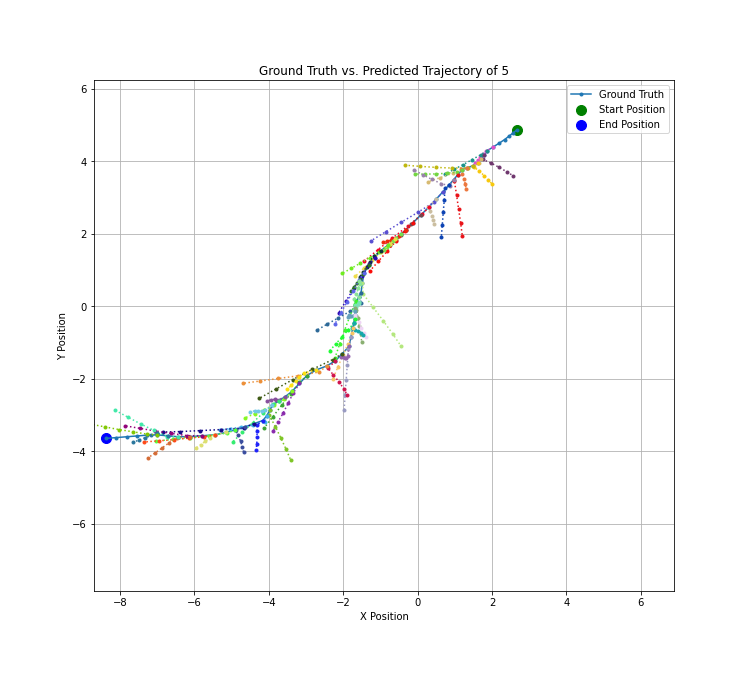 Ground Truth vs. Predicted Trajectory of 5
Ground Truth
Start Position
End Position
6
4
2
0
−2
−4
−6
Y Position
−8
−6
−4
−2
0
2
4
6
X Position